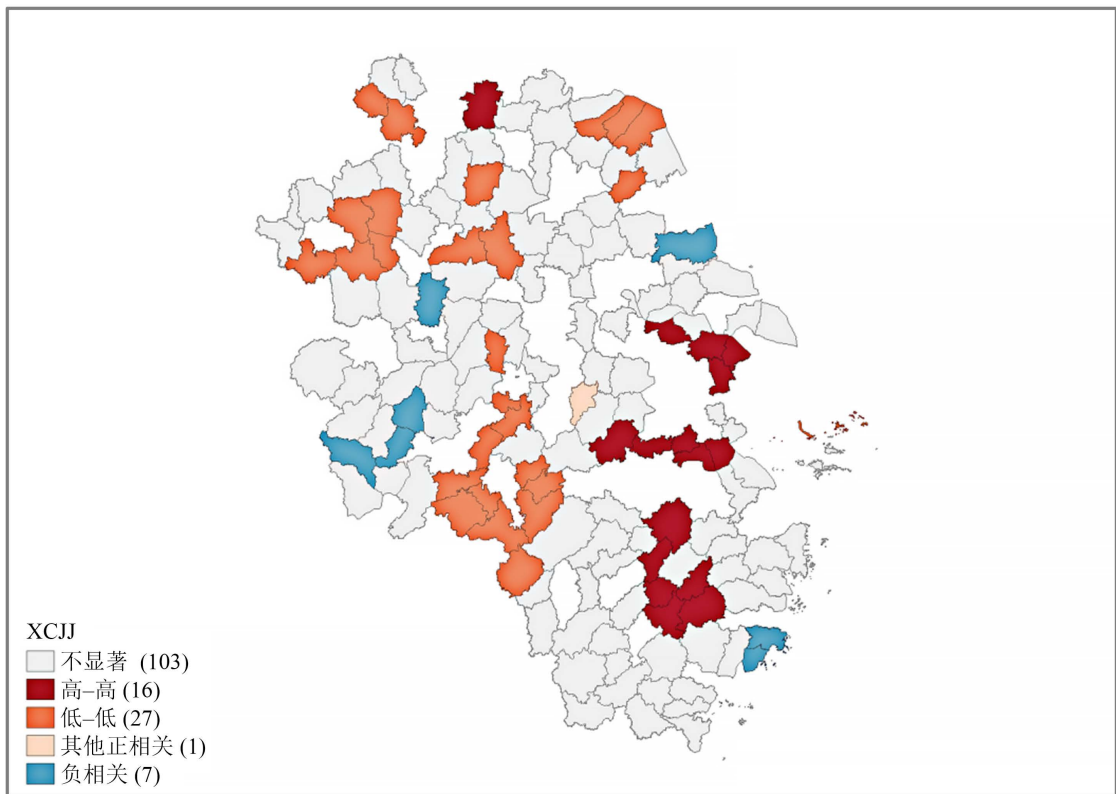 XCJJ
不显著 (103)
高–高 (16)
低–低 (27)
其他正相关 (1)
负相关 (7)